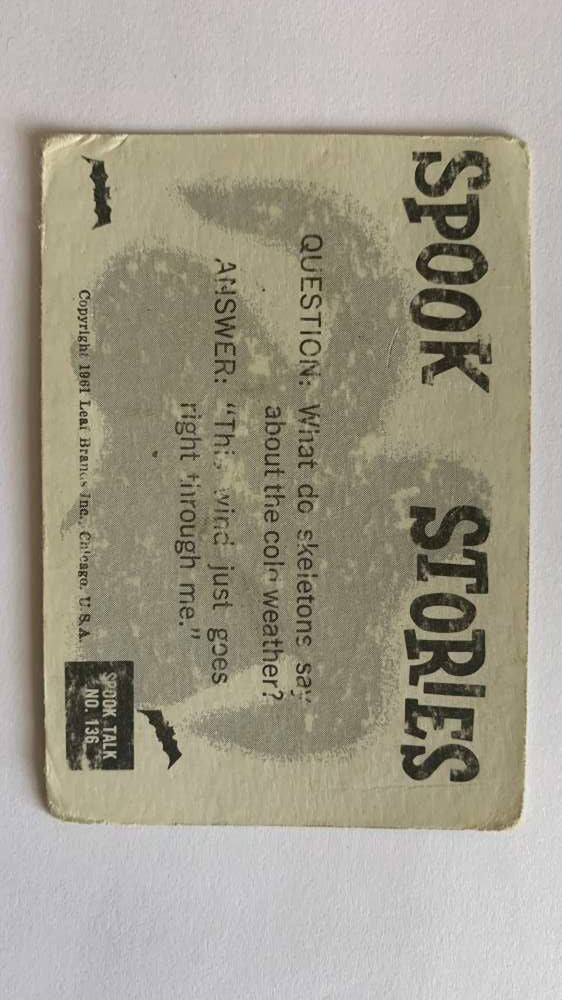 SPOOK STORIES
QUESTION: What do skeletons say
about the cold weather?
ANSWER: "This wind just goes
right through me."
Copyright 1961 Leaf Brands Inc., Chicago, U.S.A.
SPOOK TALK
NO. 136